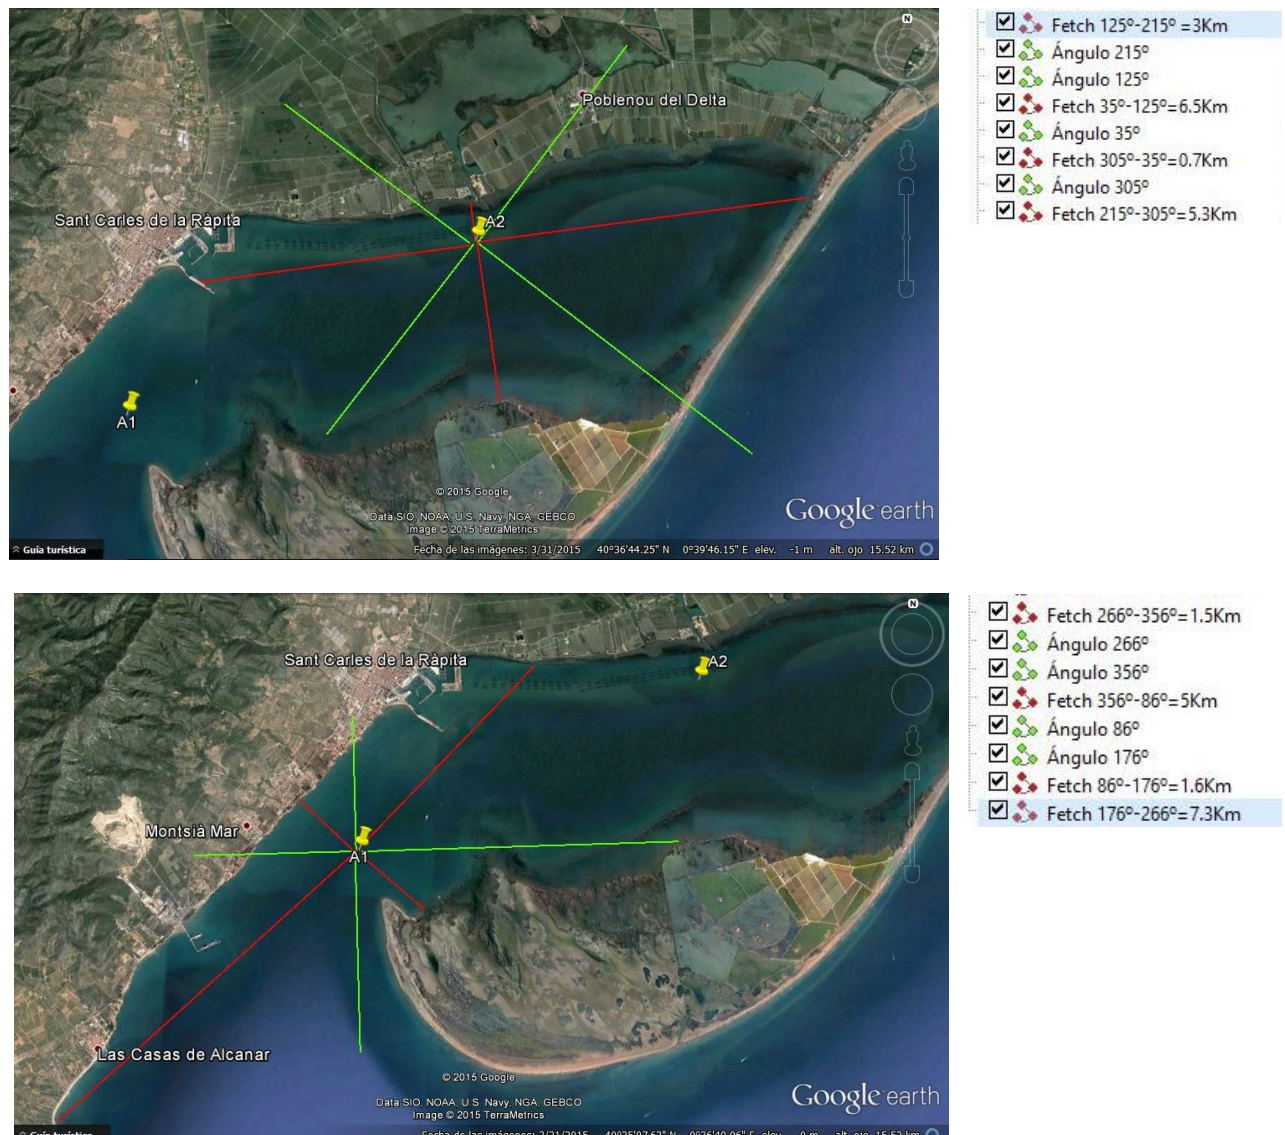 N
Poblenou del Delta
Sant Carles de la Ràpita
A2
A1
© 2015 Google
Data SIO, NOAA, U.S. Navy, NGA, GEBCO
Image © 2015 TerraMetrics
Google earth
Guía turística
Fecha de las imágenes: 3/31/2015 40°36'44.25" N 0°39'46.15" E elev. -1 m alt. ojo 15.52 km
Fetch 125º-215º =3Km
Ángulo 215º
Ángulo 125º
Fetch 35º-125º=6.5Km
Ángulo 35º
Fetch 305º-35º=0.7Km
Ángulo 305º
Fetch 215º-305º=5.3Km
N
Sant Carles de la Ràpita
A2
Montsià Mar
A1
Las Casas de Alcanar
© 2015 Google
Data SIO, NOAA, U.S. Navy, NGA, GEBCO
Image © 2015 TerraMetrics
Google earth
Fetch 266º-356º=1.5Km
Ángulo 266º
Ángulo 356º
Fetch 356º-86º=5Km
Ángulo 86º
Ángulo 176º
Fetch 86º-176º=1.6Km
Fetch 176º-266º=7.3Km